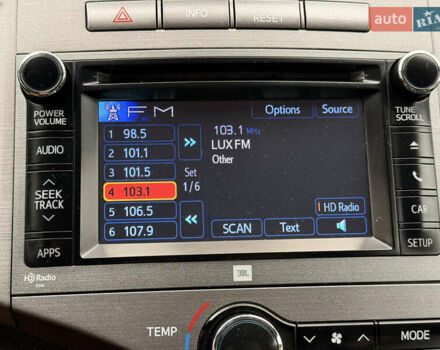 INFO
RESET
auto RIA
POWER
VOLUME
AUDIO
SEEK
TRACK
APPS
FM
Options
Source
1 98.5
2 101.1
3 101.5
4 103.1
5 106.5
6 107.9
Set
1/6
103.1 MHz
LUX FM
Other
HD Radio
SCAN
Text
TUNE
SCROLL
CAR
SETUP
HD Radio
JBL
TEMP
MODE